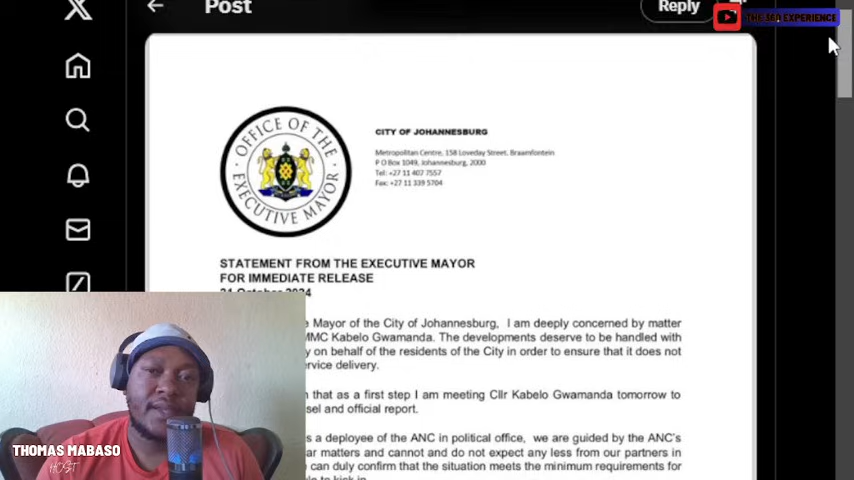 Post
Reply
THE 360 EXPERIENCE
OFFICE OF THE
EXECUTIVE MAYOR
CITY OF JOHANNESBURG
Metropolitan Centre, 158 Loveday Street, Braamfontein
P O Box 1049, Johannesburg, 2000
Tel: +27 11 407 7557
Fax: +27 11 339 5704
STATEMENT FROM THE EXECUTIVE MAYOR
FOR IMMEDIATE RELEASE
October
Mayor of the City of Johannesburg, I am deeply concerned by matter
MMC Kabelo Gwamanda. The developments deserve to be handled with
on behalf of the residents of the City in order to ensure that it does not
service delivery.
that as a first step I am meeting Cllr Kabelo Gwamanda tomorrow to
and official report.
s a deployee of the ANC in political office, we are guided by the ANC's
matters and cannot and do not expect any less from our partners in
can duly confirm that the situation meets the minimum requirements for
THOMAS MABASO
HOST